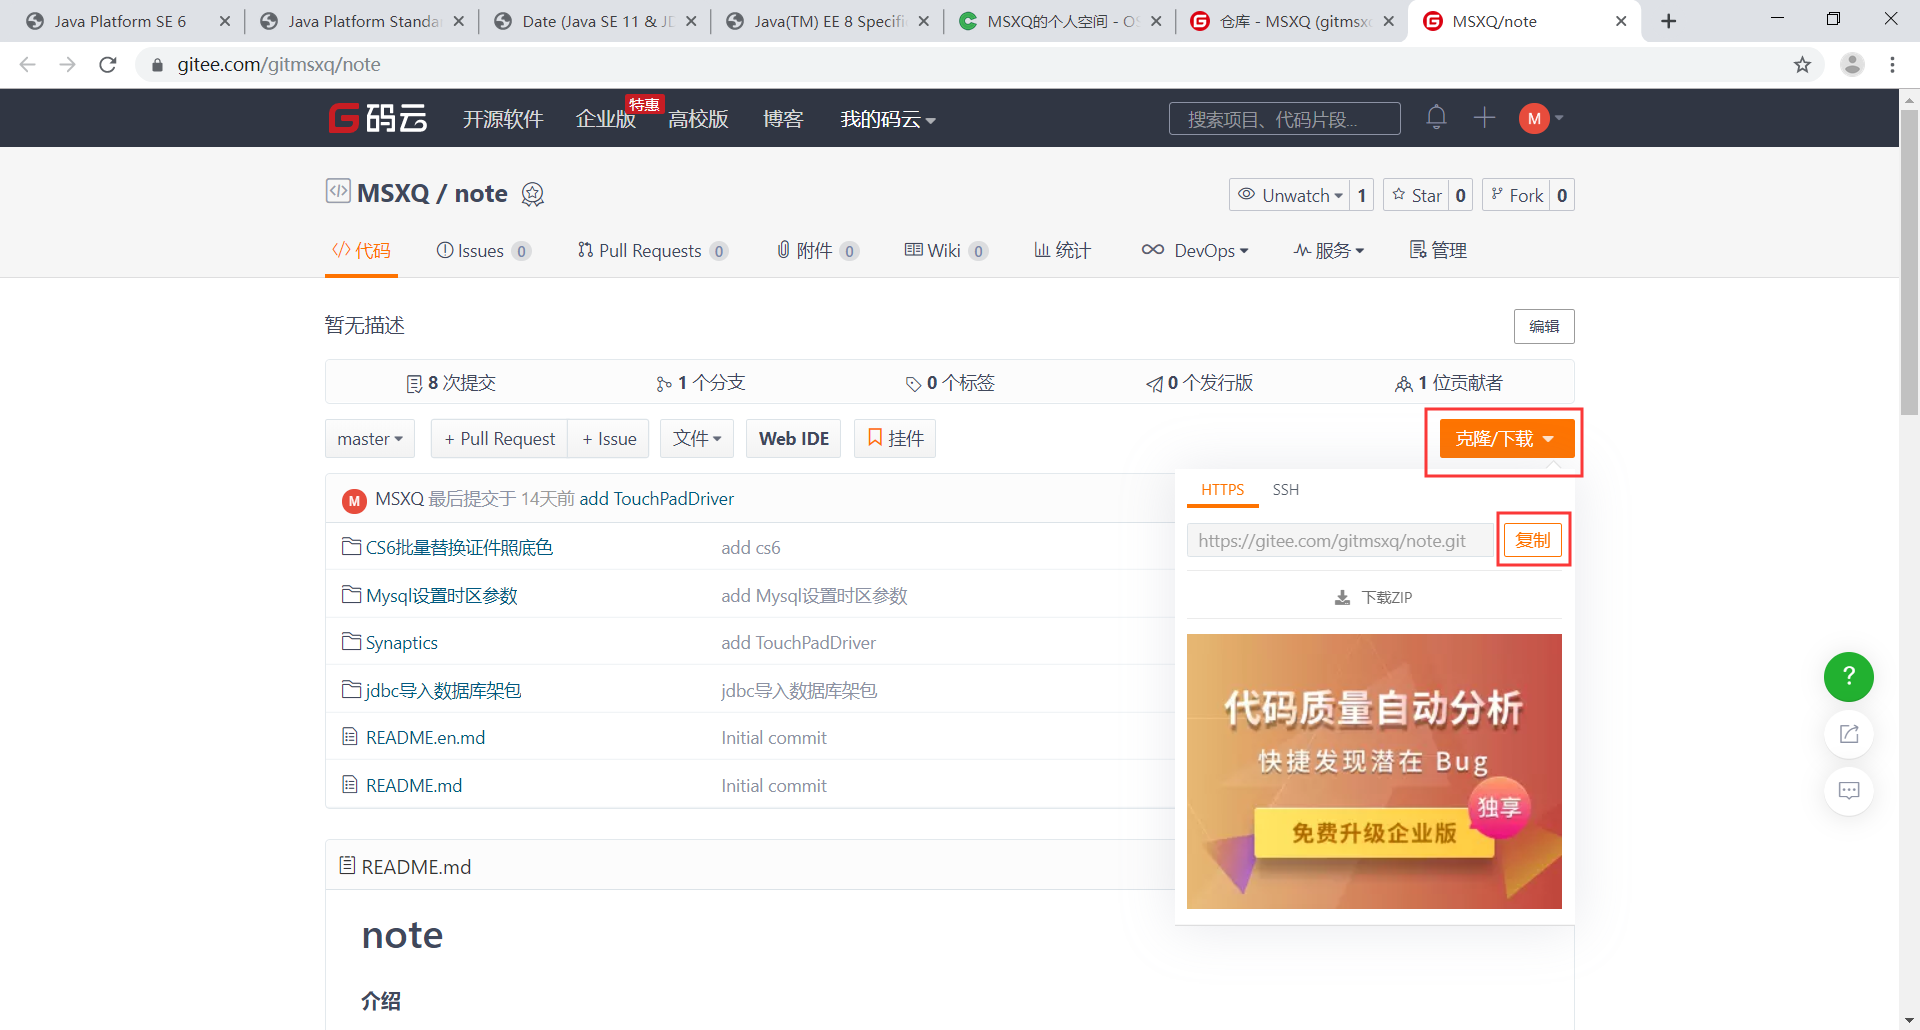 Java Platform SE 6
Java Platform Standa
Date (Java SE 11 & JD
Java(TM) EE 8 Specifi
MSXQ的个人空间 - OS
仓库 - MSXQ (gitmsxq
MSXQ/note
gitee.com/gitmsxq/note
G 码云
开源软件
企业版
特惠
高校版
博客
我的码云
搜索项目、代码片段...
M
MSXQ / note
Unwatch 1
Star 0
Fork 0
代码
Issues 0
Pull Requests 0
附件 0
Wiki 0
统计
DevOps
服务
管理
暂无描述
编辑
8 次提交
1 个分支
0 个标签
0 个发行版
1 位贡献者
master
+ Pull Request
+ Issue
文件
Web IDE
挂件
克隆/下载
HTTPS
SSH
https://gitee.com/gitmsxq/note.git
复制
下载ZIP
代码质量自动分析
快捷发现潜在 Bug
独享
免费升级企业版
M MSXQ 最后提交于 14天前 add TouchPadDriver
CS6批量替换证件照底色 add cs6
Mysql设置时区参数 add Mysql设置时区参数
Synaptics add TouchPadDriver
jdbc导入数据库架包 jdbc导入数据库架包
README.en.md Initial commit
README.md Initial commit
?
README.md
note
介绍